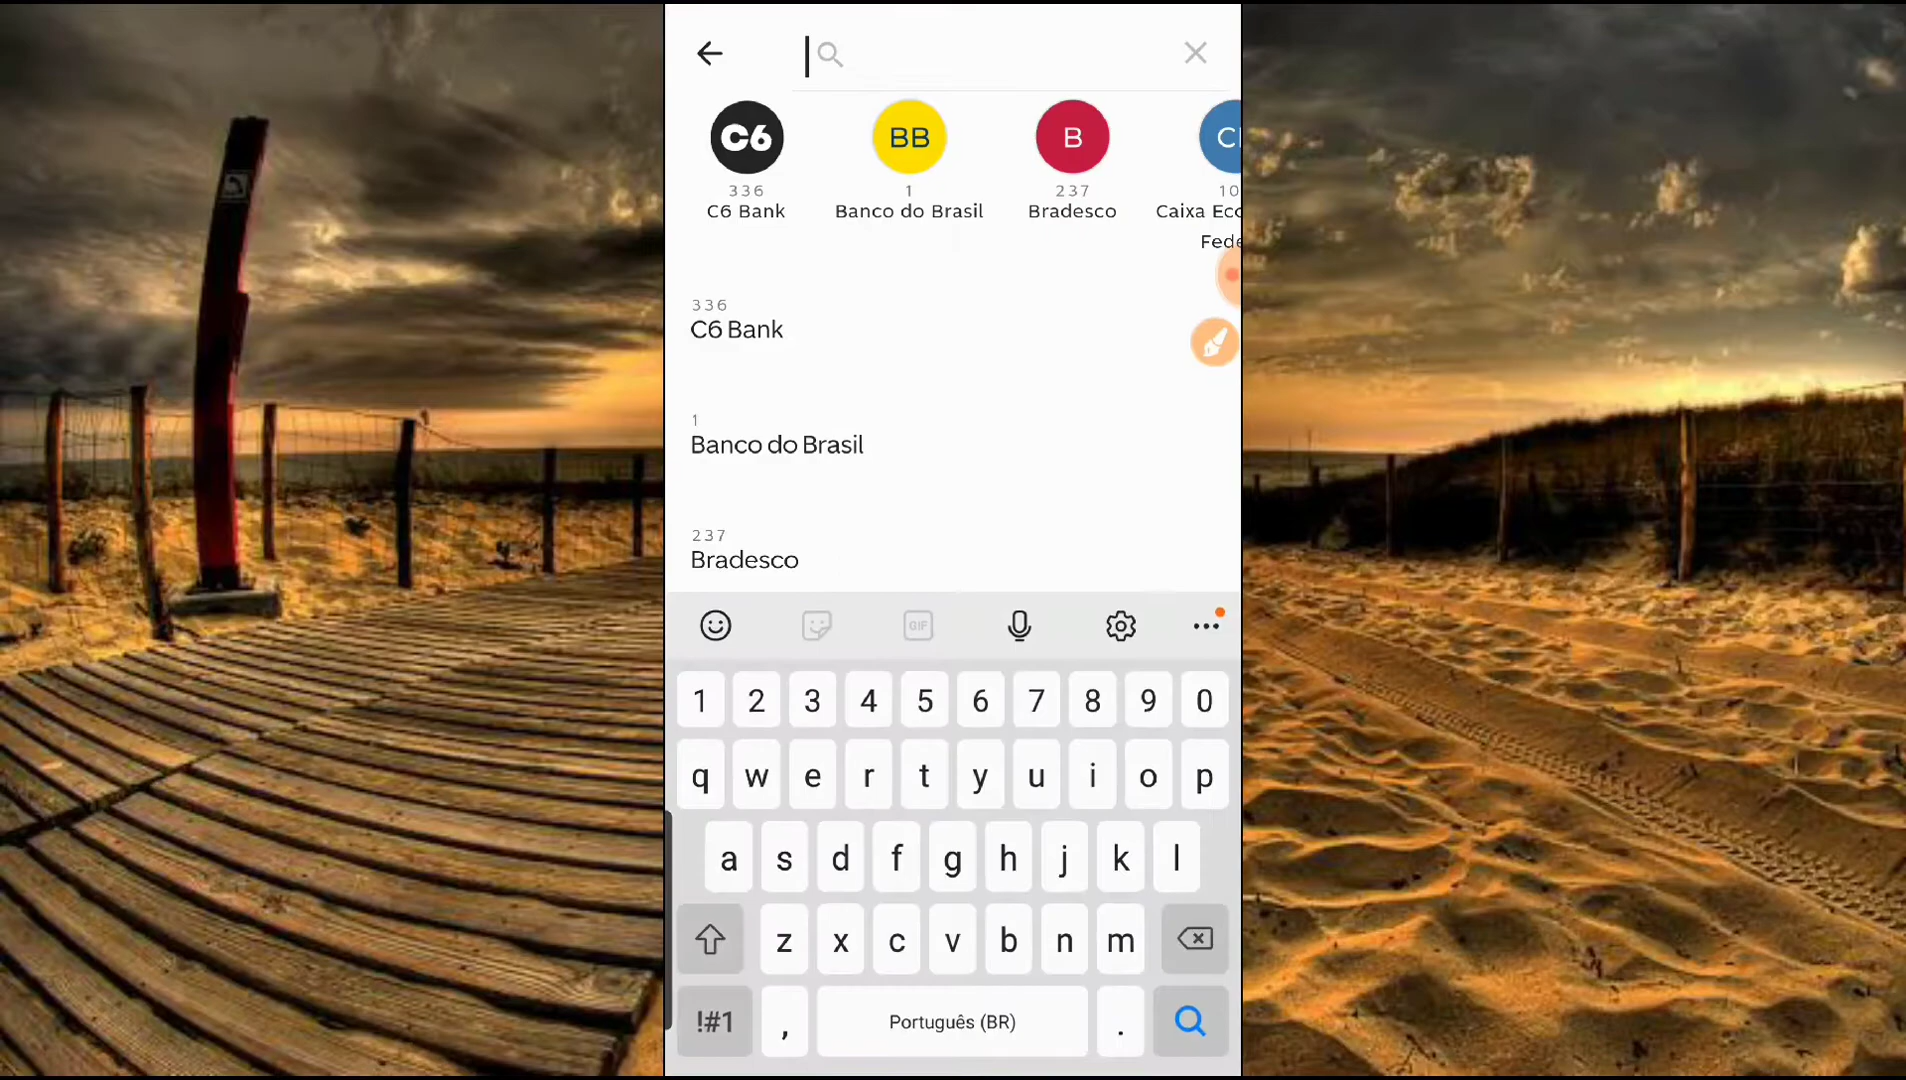 C6
BB
B
336
1
237
C6 Bank
Banco do Brasil
Bradesco
336
C6 Bank
1
Banco do Brasil
237
Bradesco
GIF
1 2 3 4 5 6 7 8 9 0
q w e r t y u i o p
a s d f g h j k l
z x c v b n m
!#1 , Português (BR) .